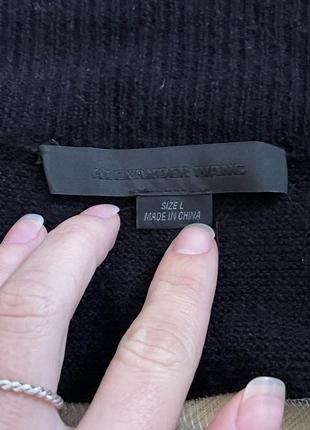 ALEXANDER WANG
SIZE L
MADE IN CHINA